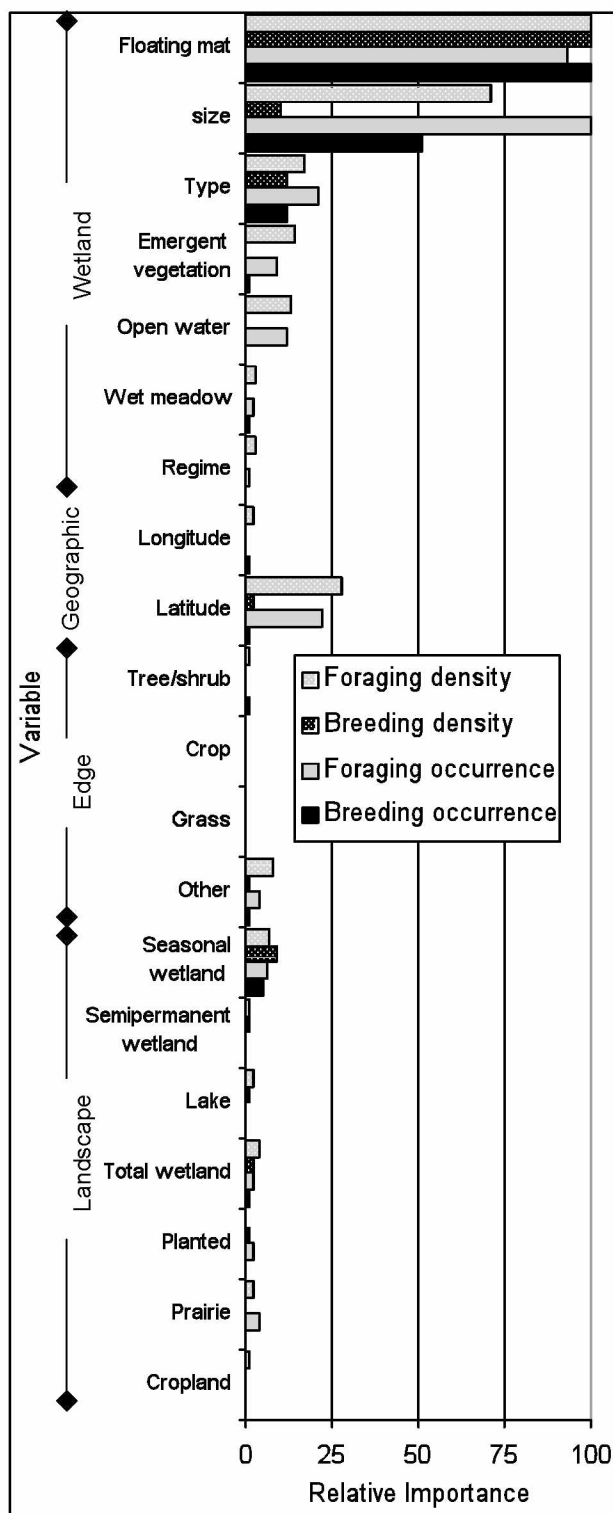 Variable
Wetland
Geographic
Edge
Landscape
Floating mat
size
Type
Emergent
vegetation
Open water
Wet meadow
Regime
Longitude
Latitude
Tree/shrub
Crop
Grass
Other
Seasonal
wetland
Semipermanent
wetland
Lake
Total wetland
Planted
Prairie
Cropland
Foraging density
Breeding density
Foraging occurrence
Breeding occurrence
0 25 50 75 100
Relative Importance